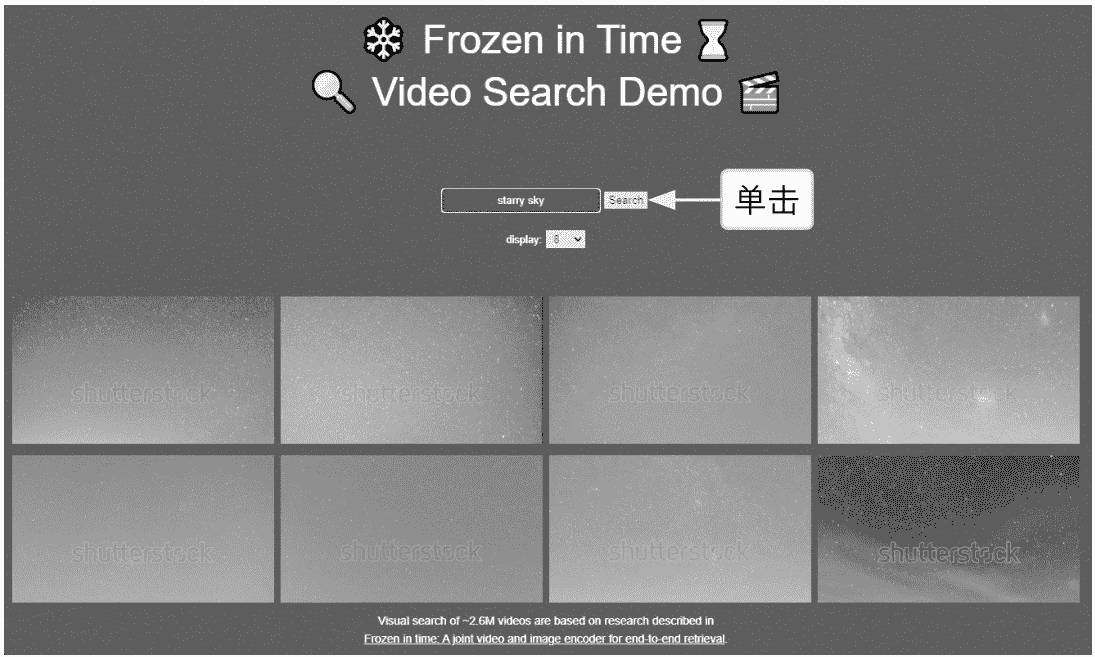 Frozen in Time
Video Search Demo
starry sky
Search
单击
display: 8
shutterstock
shutterstock
shutterstock
shutterstock
shutterstock
shutterstock
shutterstock
shutterstock
Visual search of ~2.6M videos are based on research described in
Frozen in time: A joint video and image encoder for end-to-end retrieval.